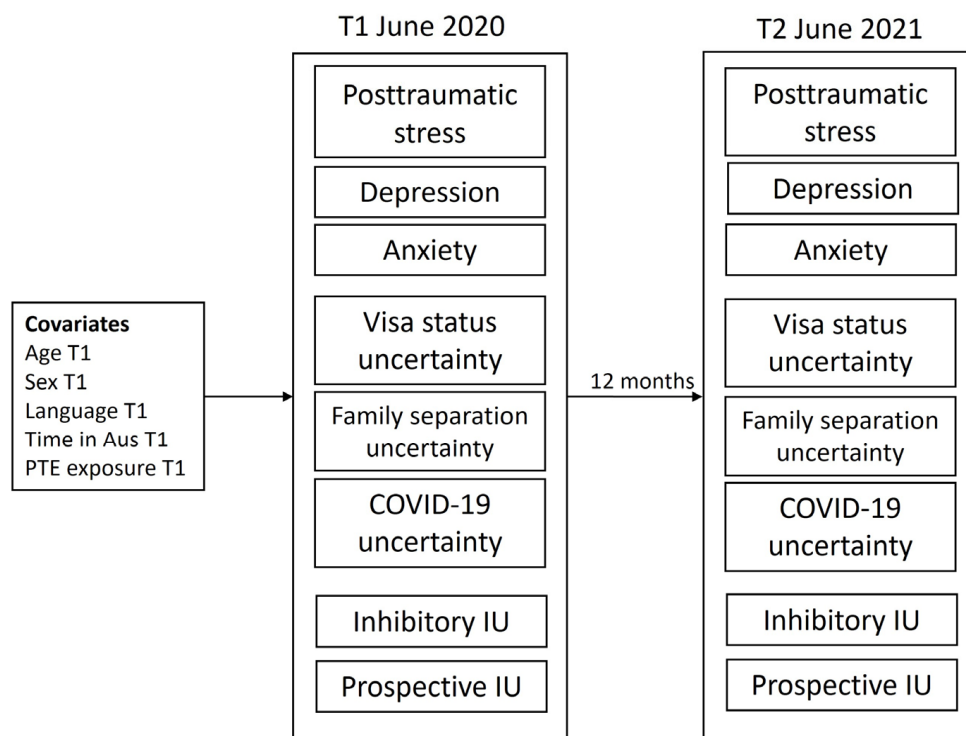 T1 June 2020
T2 June 2021
Covariates
Age T1
Sex T1
Language T1
Time in Aus T1
PTE exposure T1
Posttraumatic
stress
Depression
Anxiety
Visa status
uncertainty
Family separation
uncertainty
COVID-19
uncertainty
Inhibitory IU
Prospective IU
12 months
Posttraumatic
stress
Depression
Anxiety
Visa status
uncertainty
Family separation
uncertainty
COVID-19
uncertainty
Inhibitory IU
Prospective IU